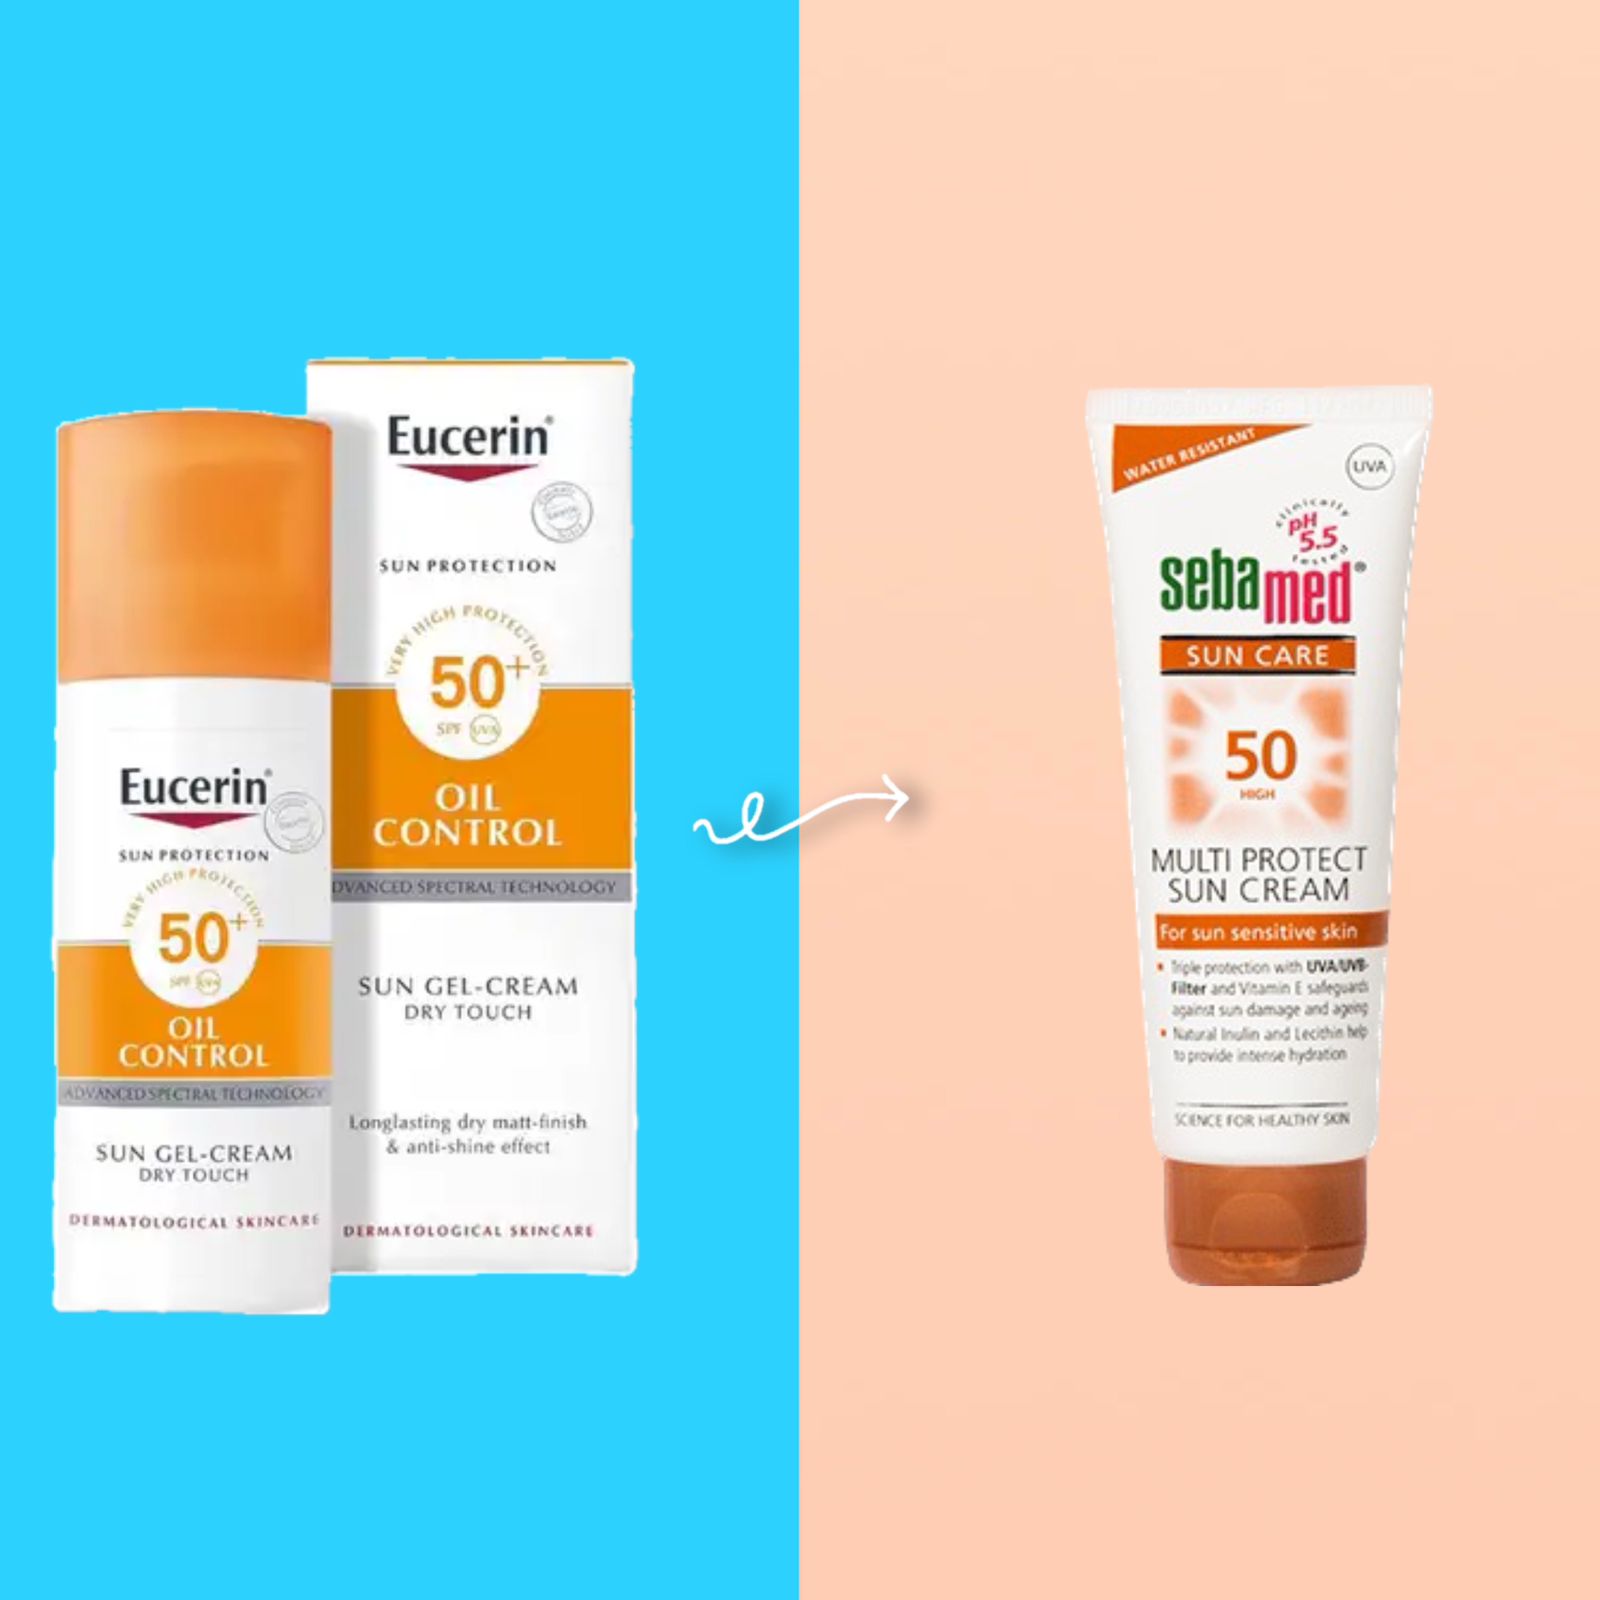 Eucerin®
SUN PROTECTION
VERY HIGH PROTECTION
50+
SPF UVA
OIL
CONTROL
ADVANCED SPECTRAL TECHNOLOGY
SUN GEL-CREAM
DRY TOUCH
DERMATOLOGICAL SKINCARE
Eucerin®
SUN PROTECTION
VERY HIGH PROTECTION
50+
SPF UVA
OIL
CONTROL
DVANCED SPECTRAL TECHNOLOGY
SUN GEL-CREAM
DRY TOUCH
Longlasting dry matt-finish
& anti-shine effect
DERMATOLOGICAL SKINCARE
WATER RESISTANT
UVA
clinically
pH
5.5
tested
sebamed®
SUN CARE
50
HIGH
MULTI PROTECT
SUN CREAM
For sun sensitive skin
• Triple protection with UVA/UVB-
Filter and Vitamin E safeguards
against sun damage and ageing
• Natural Inulin and Lecithin help
to provide intense hydration
SCIENCE FOR HEALTHY SKIN